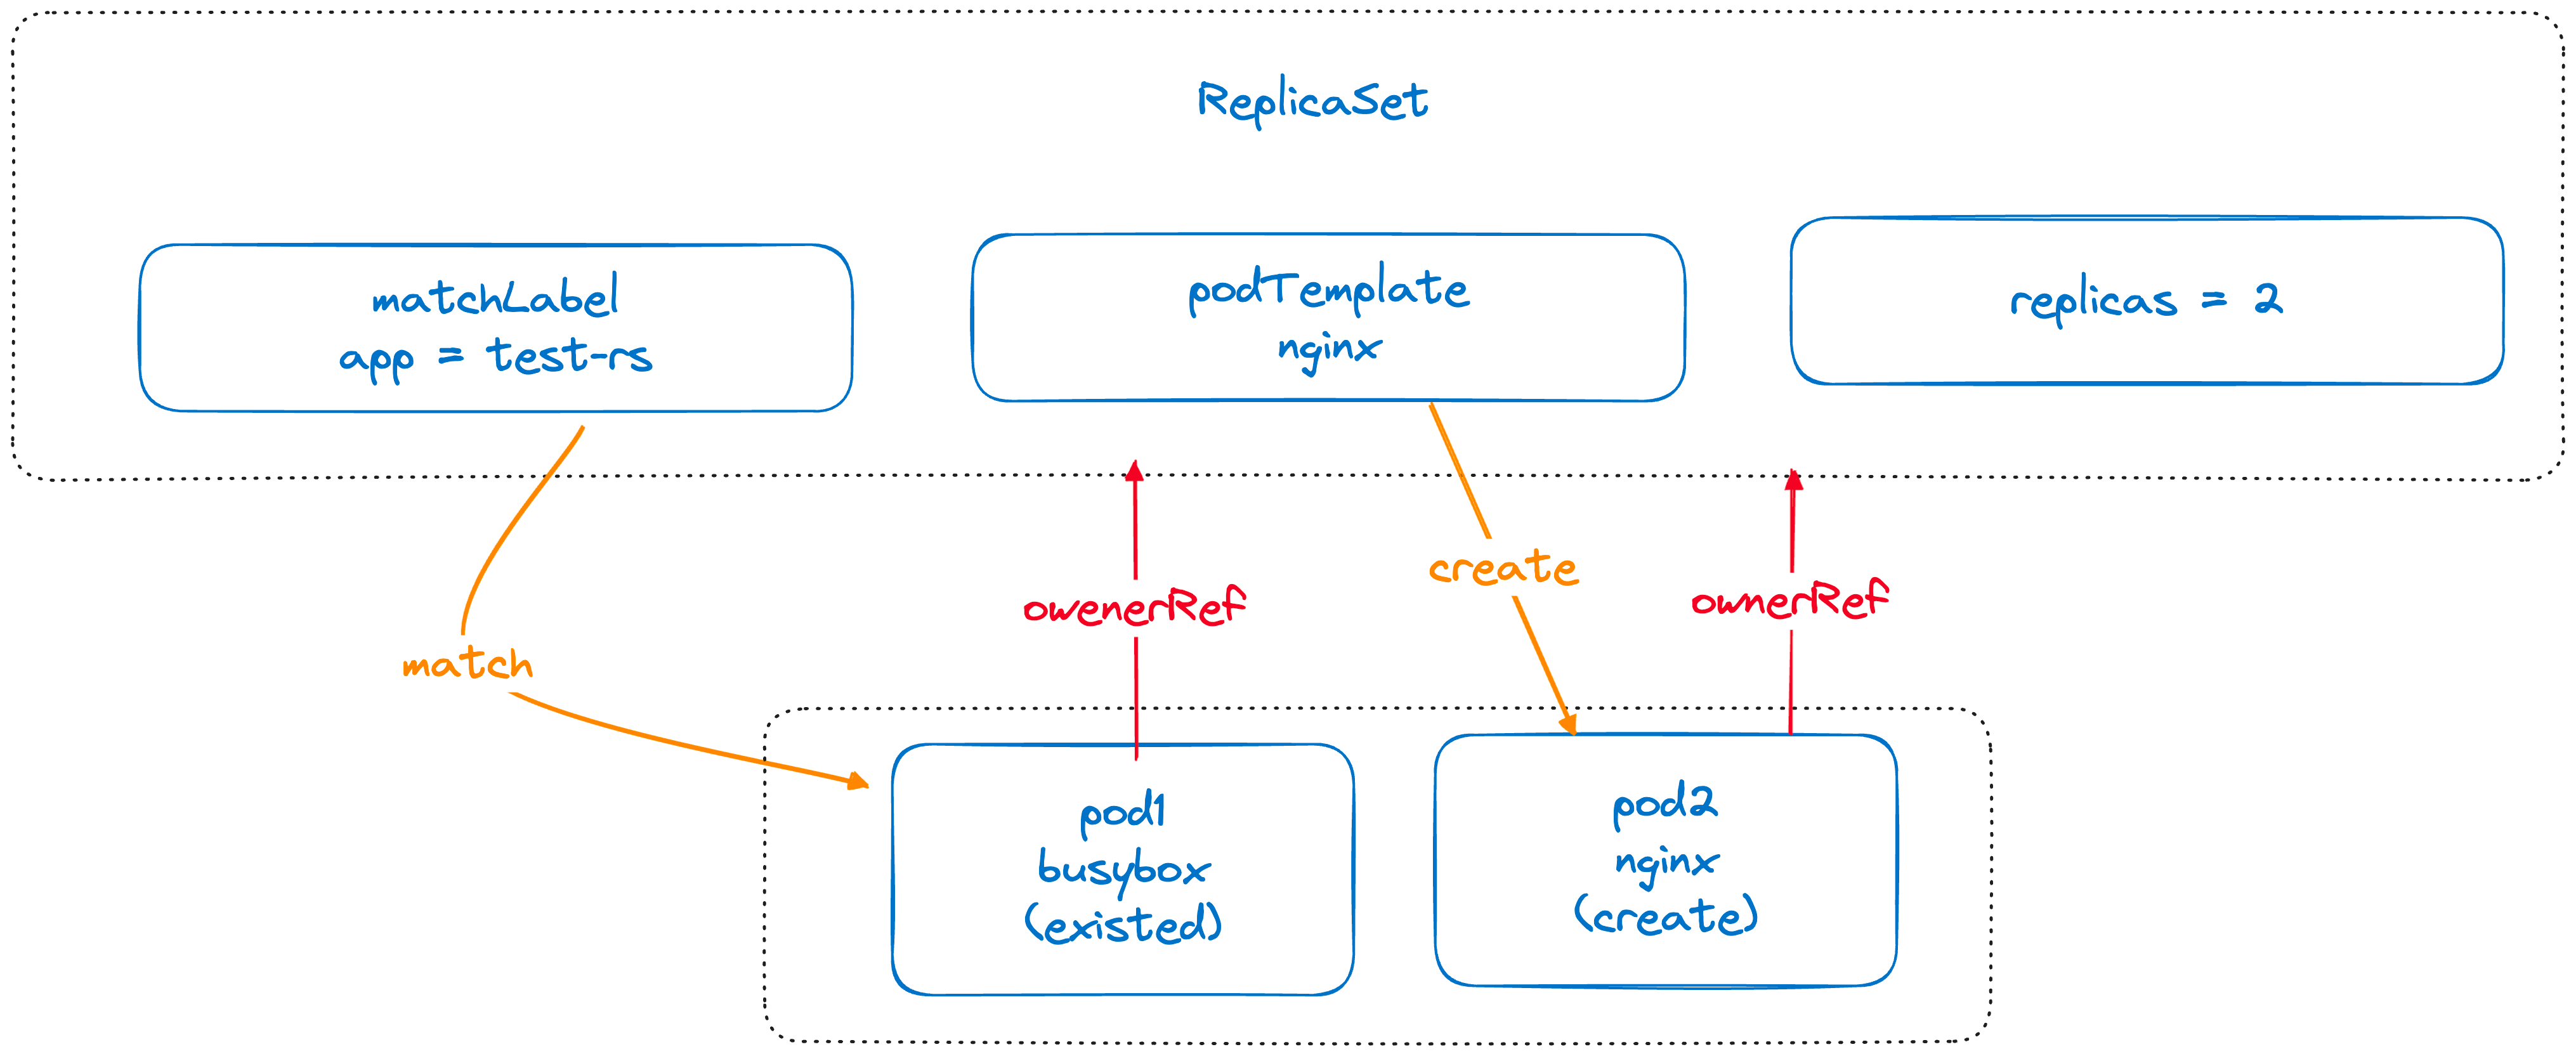 ReplicaSet
matchLabel
app = test-rs
podTemplate
nginx
replicas = 2
create
owenerRef
ownerRef
match
pod1
busybox
(existed)
pod2
nginx
(create)